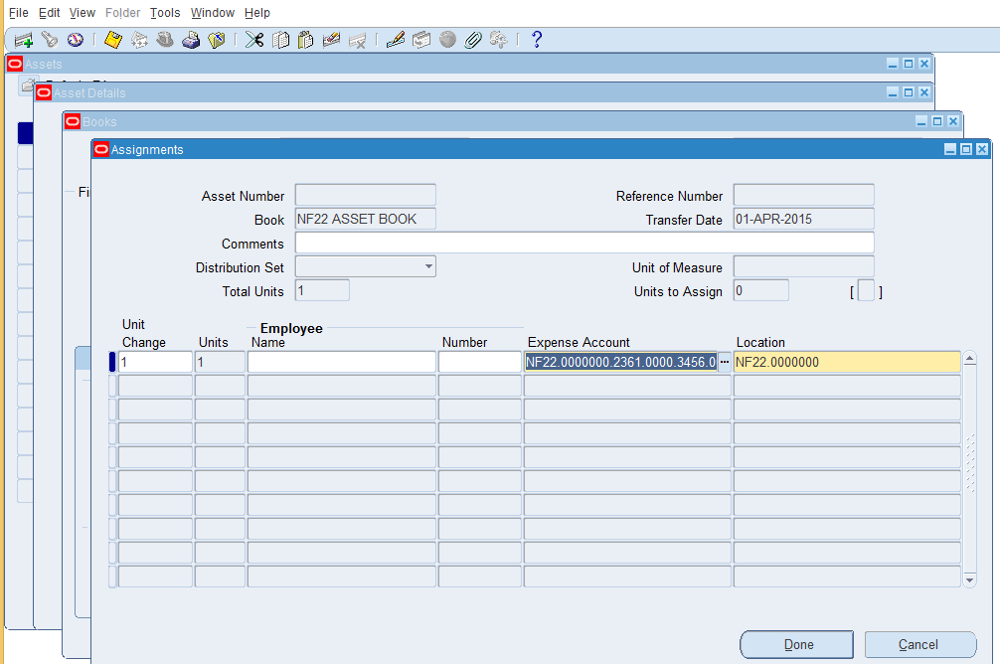 File Edit View Folder Tools Window Help
Assets
Asset Details
Books
Assignments
Asset Number
Reference Number
Book NF22 ASSET BOOK
Transfer Date 01-APR-2015
Comments
Distribution Set
Unit of Measure
Total Units 1
Units to Assign 0 [ ]
Unit
Change
Units
Employee
Name
Number
Expense Account
Location
1 1 NF22.0000000.2361.0000.3456.0 ... NF22.0000000
Done Cancel